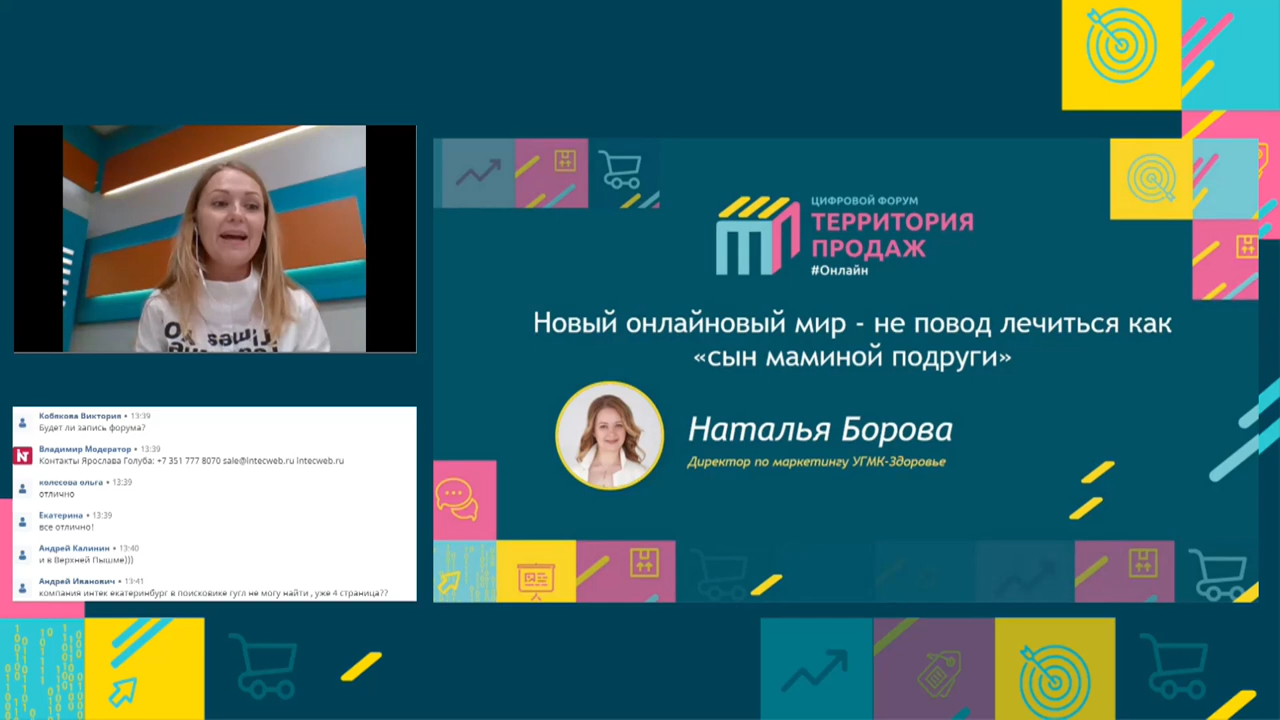 ЦИФРОВОЙ ФОРУМ
ТЕРРИТОРИЯ
ПРОДАЖ
#Онлайн
Новый онлайновый мир - не повод лечиться как
«сын маминой подруги»
Наталья Борова
Директор по маркетингу УГМК-Здоровье
Кобякова Виктория • 13:39
Будет ли запись форума?
Владимир Модератор • 13:39
Контакты Ярослава Голуба: +7 351 777 8070 sale@intecweb.ru intecweb.ru
колесова ольга • 13:39
отлично
Екатерина • 13:39
все отлично!
Андрей Калинин • 13:40
и в Верхней Пышме)))
Андрей Иванович • 13:41
компания интек екатеринбург в поисковике гугл не могу найти , уже 4 страница??